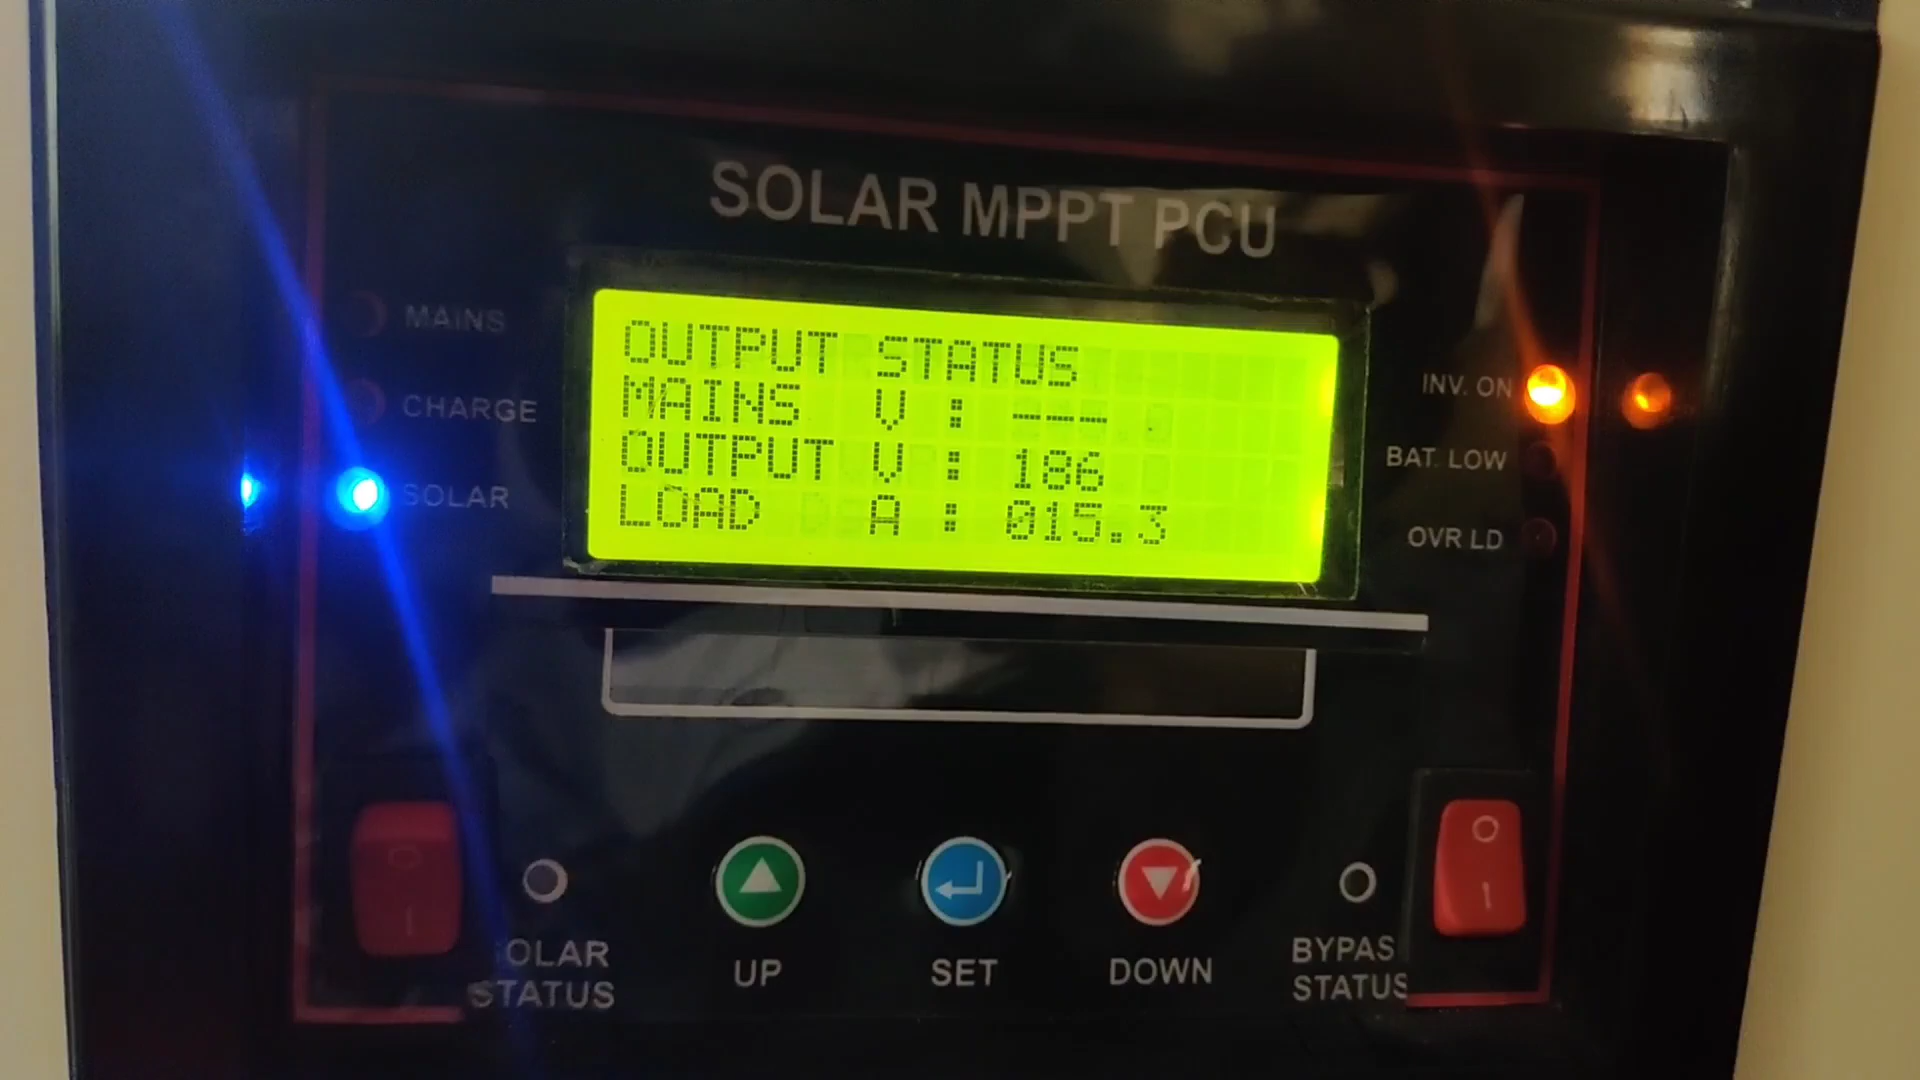 SOLAR MPPT PCU
OUTPUT STATUS
MAINS V : ---
OUTPUT V : 186
LOAD A : 015.3
MAINS
CHARGE
SOLAR
INV. ON
BAT. LOW
OVR LD
OLAR
STATUS
UP
SET
DOWN
BYPAS
STATUS